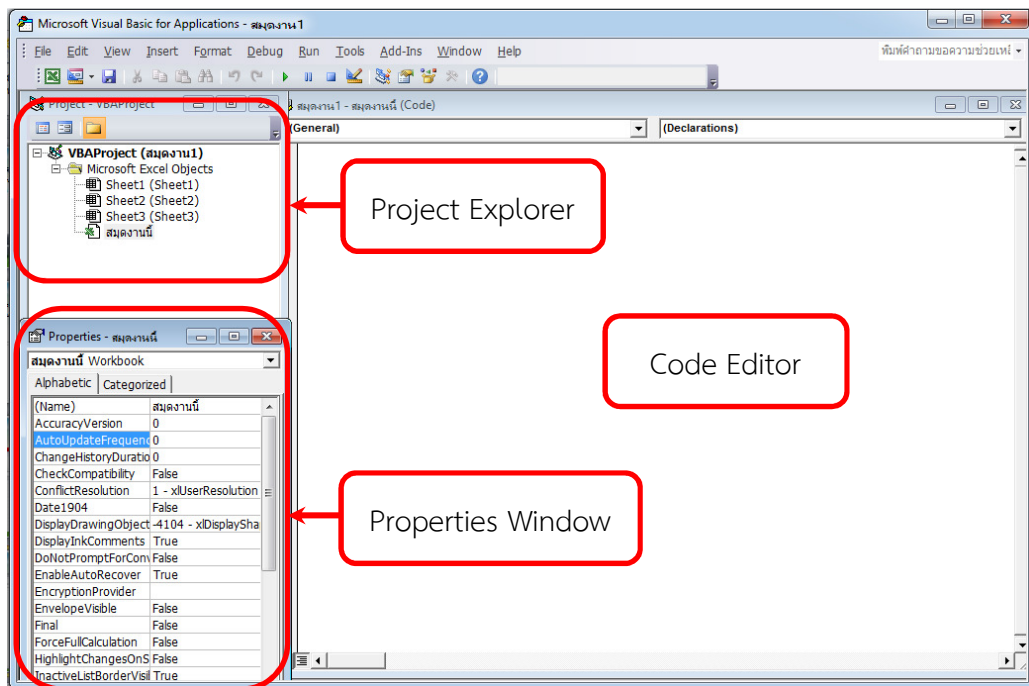 Microsoft Visual Basic for Applications - สมุดงาน1
File Edit View Insert Format Debug Run Tools Add-Ins Window Help
พิมพ์คำถามขอความช่วยเหลื
Project - VBAProject
สมุดงาน1 - สมุดงานนี้ (Code)
(General)
(Declarations)
VBAProject (สมุดงาน1)
Microsoft Excel Objects
Sheet1 (Sheet1)
Sheet2 (Sheet2)
Sheet3 (Sheet3)
สมุดงานนี้
Project Explorer
Code Editor
Properties Window
Properties - สมุดงานนี้
สมุดงานนี้ Workbook
Alphabetic Categorized
(Name) สมุดงานนี้
AccuracyVersion 0
AutoUpdateFrequenc 0
ChangeHistoryDuratio 0
CheckCompatibility False
ConflictResolution 1 - xlUserResolution
Date1904 False
DisplayDrawingObject -4104 - xlDisplaySha
DisplayInkComments True
DoNotPromptForConv False
EnableAutoRecover True
EncryptionProvider
EnvelopeVisible False
Final False
ForceFullCalculation False
HighlightChangesOnS False
InactiveListBorderVisil True